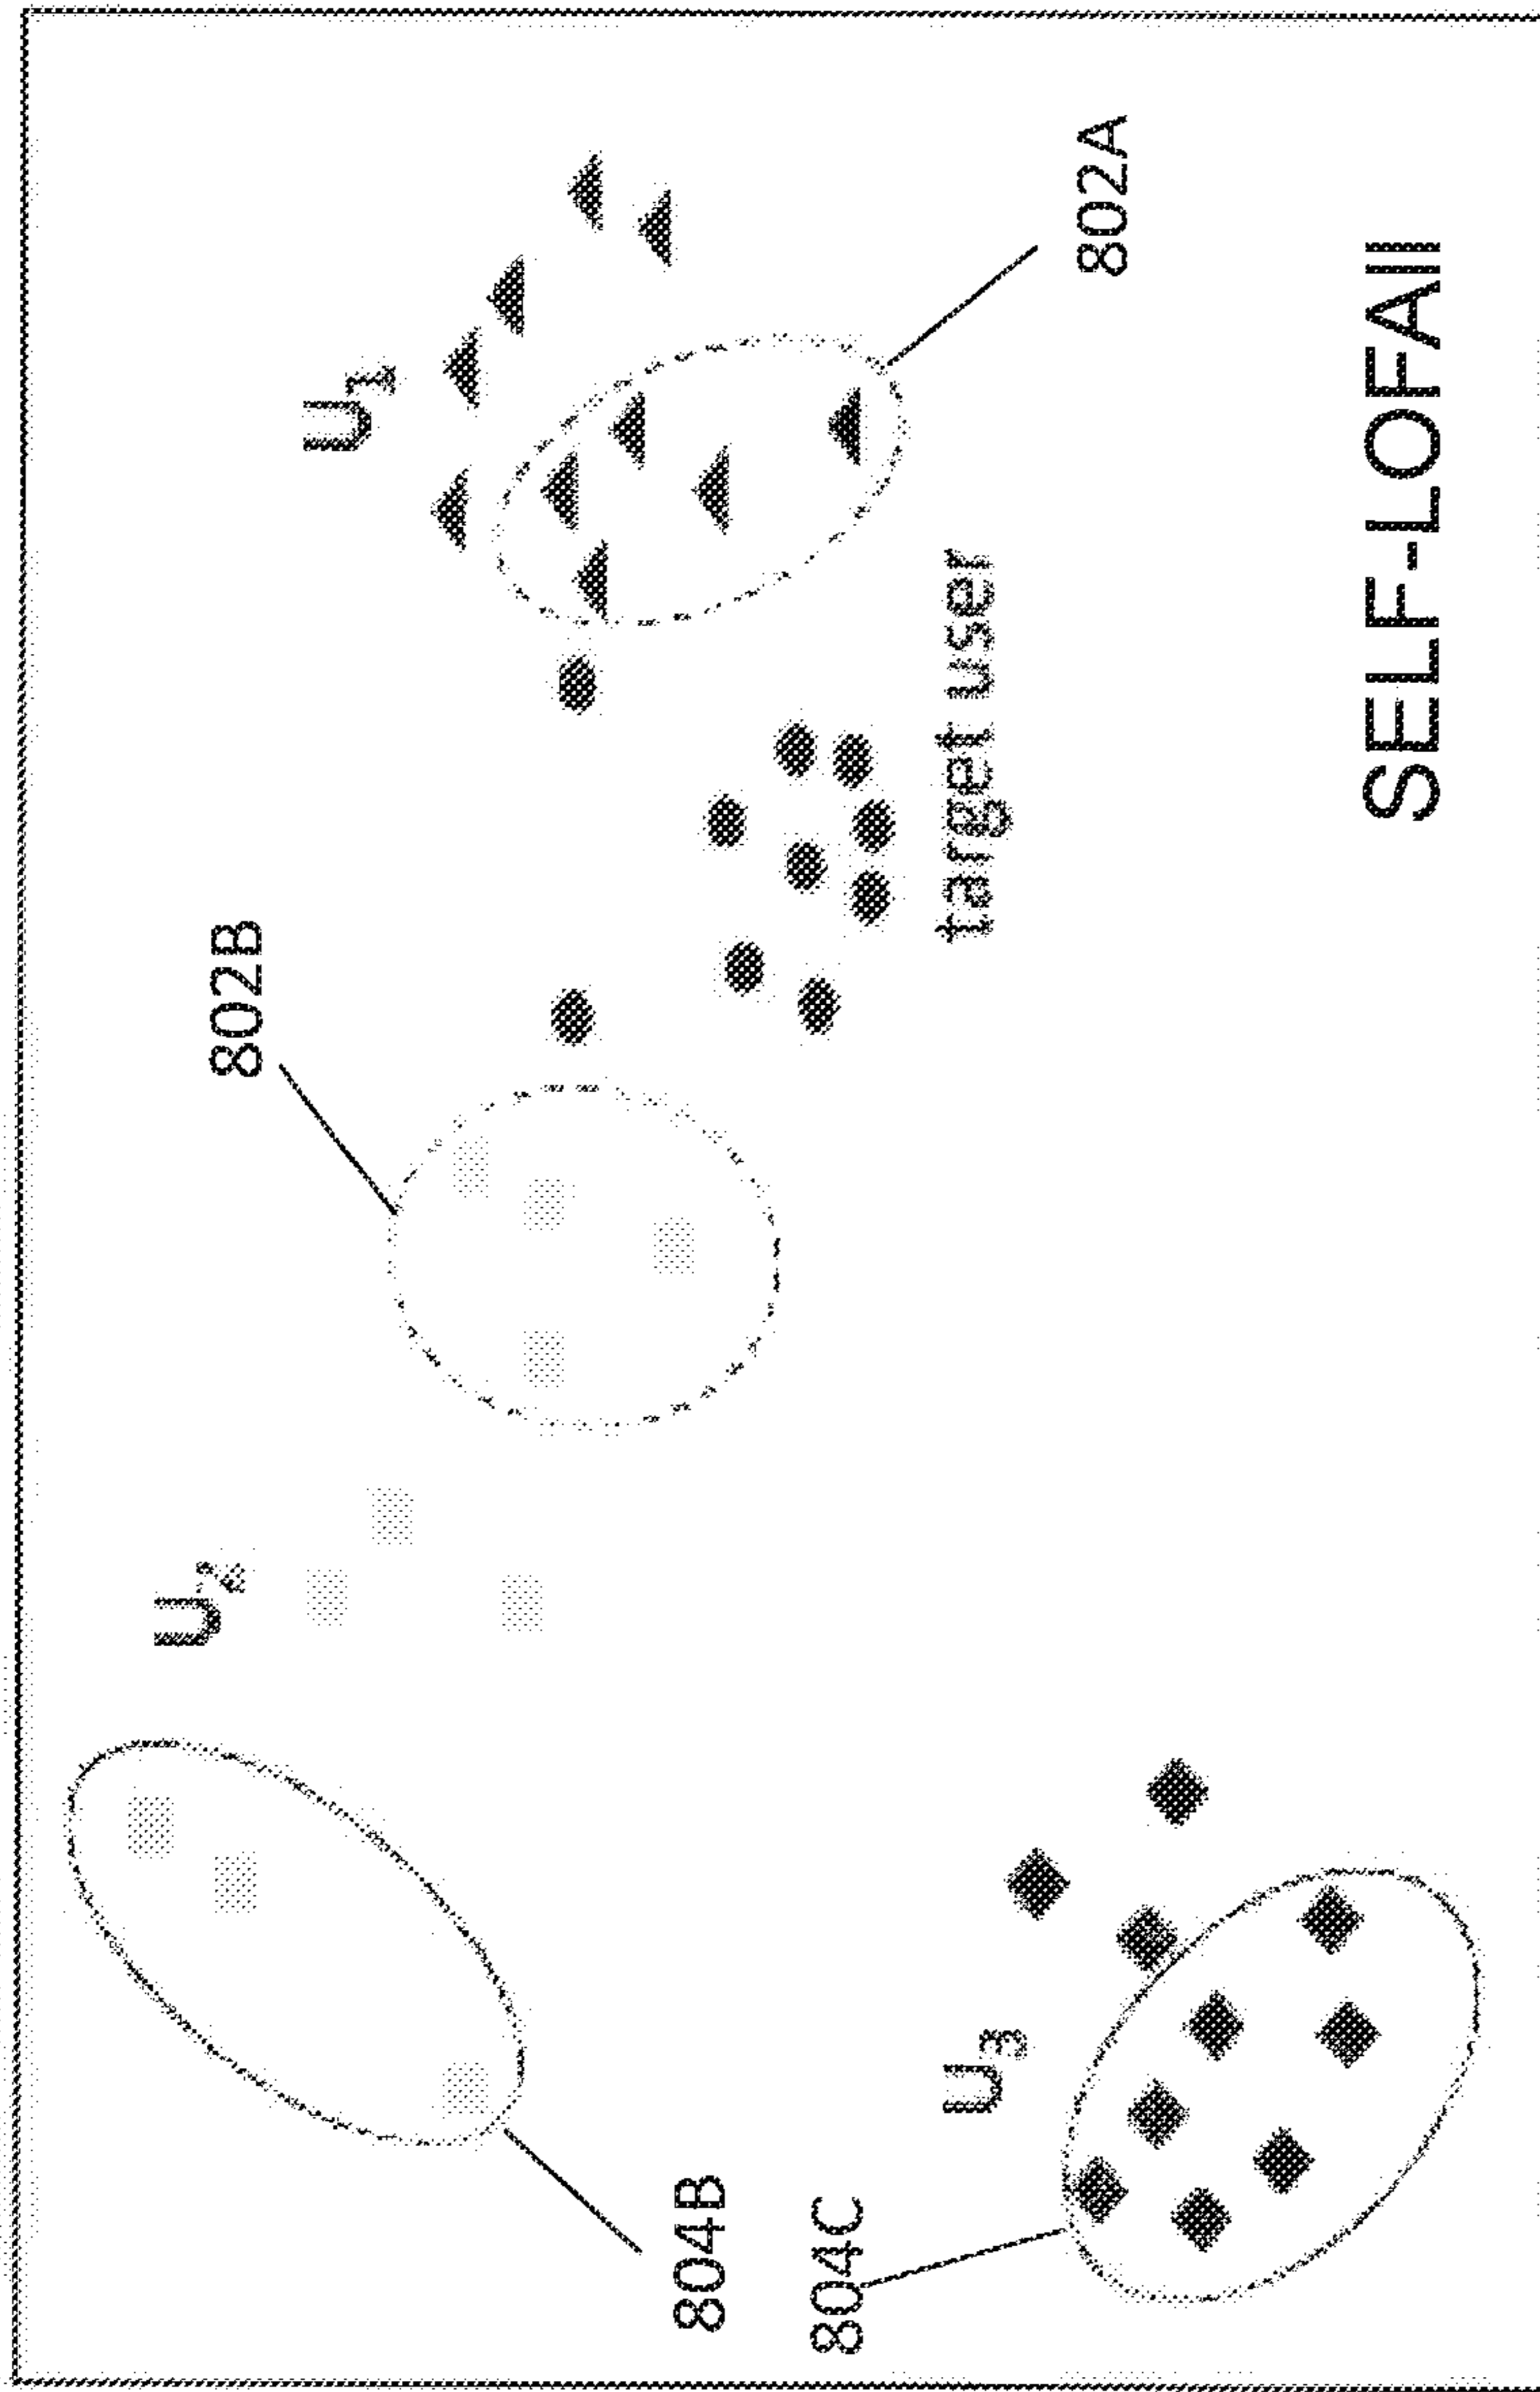 U₂
802B
U₁
804B
804C
U₃
target user
802A
SELF-LOFAll